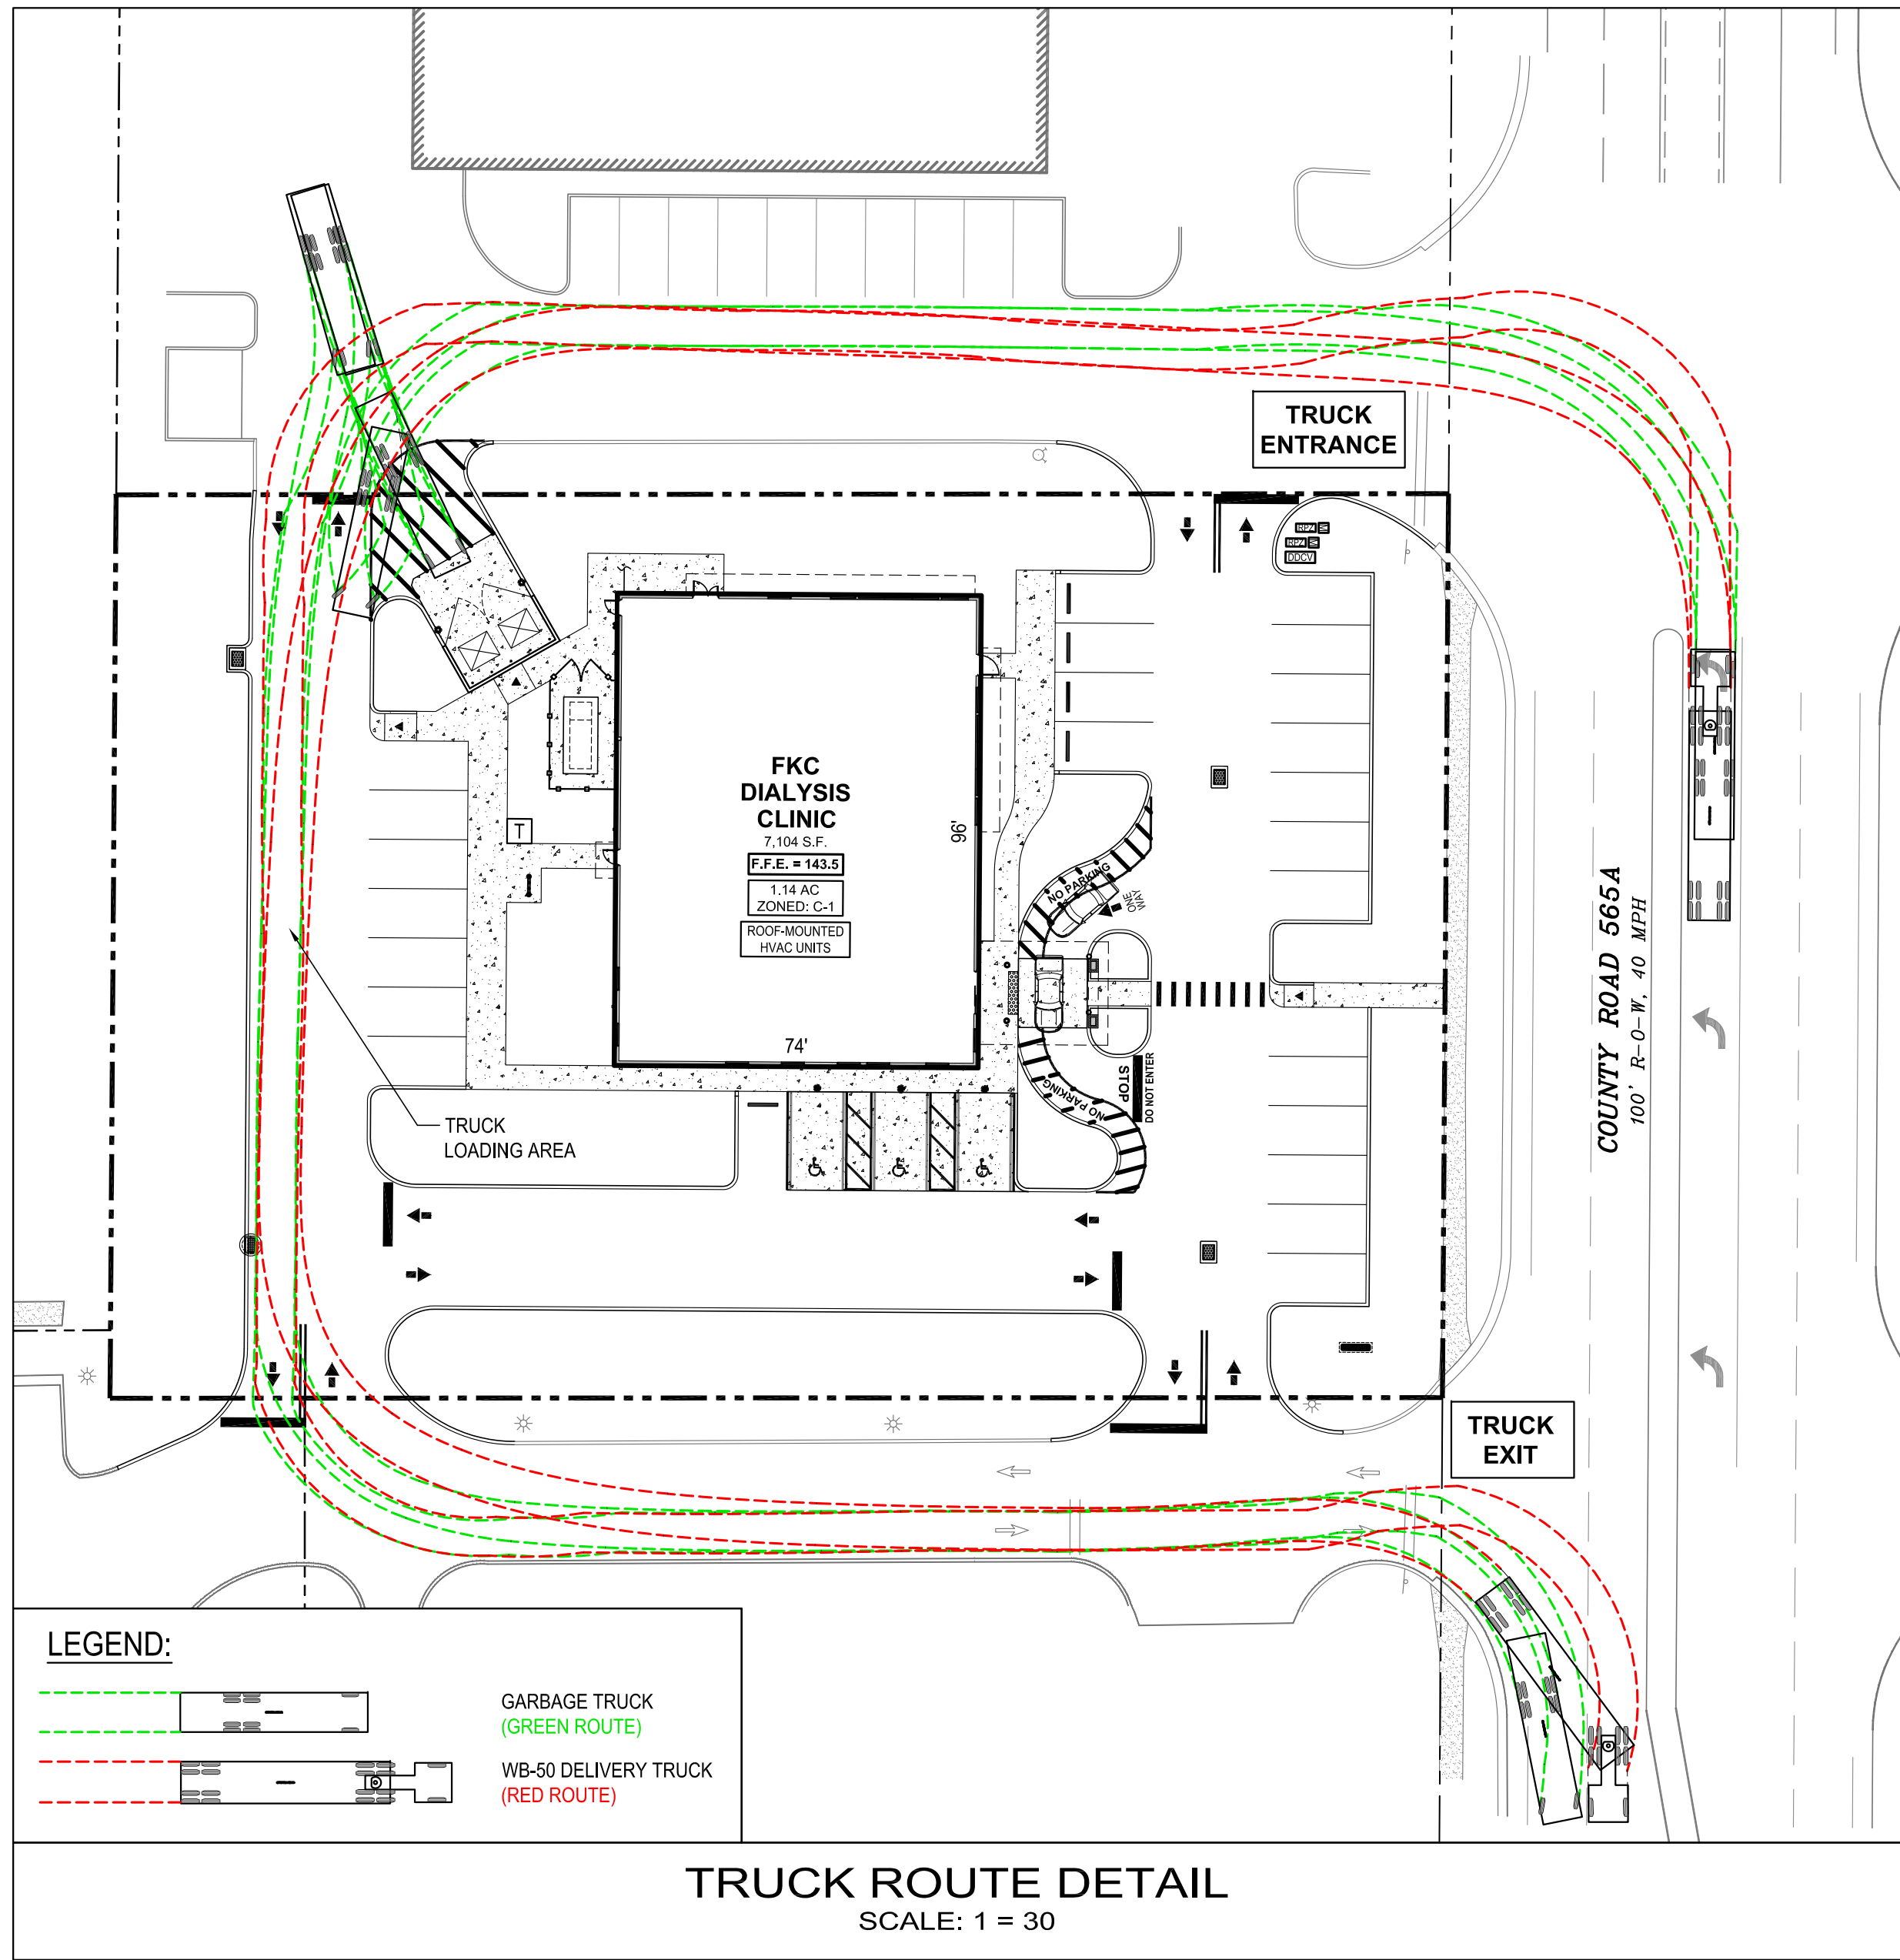 TRUCK
ENTRANCE
RPZ M
RPZ M
DDCV
FKC
DIALYSIS
CLINIC
7,104 S.F.
F.F.E. = 143.5
1.14 AC
ZONED: C-1
ROOF-MOUNTED
HVAC UNITS
96'
74'
T
NO PARKING
ONE
WAY
NO PARKING
STOP
DO NOT ENTER
COUNTY ROAD 565A
100' R-O-W, 40 MPH
TRUCK
LOADING AREA
TRUCK
EXIT
LEGEND:
GARBAGE TRUCK
(GREEN ROUTE)
WB-50 DELIVERY TRUCK
(RED ROUTE)
TRUCK ROUTE DETAIL
SCALE: 1 = 30